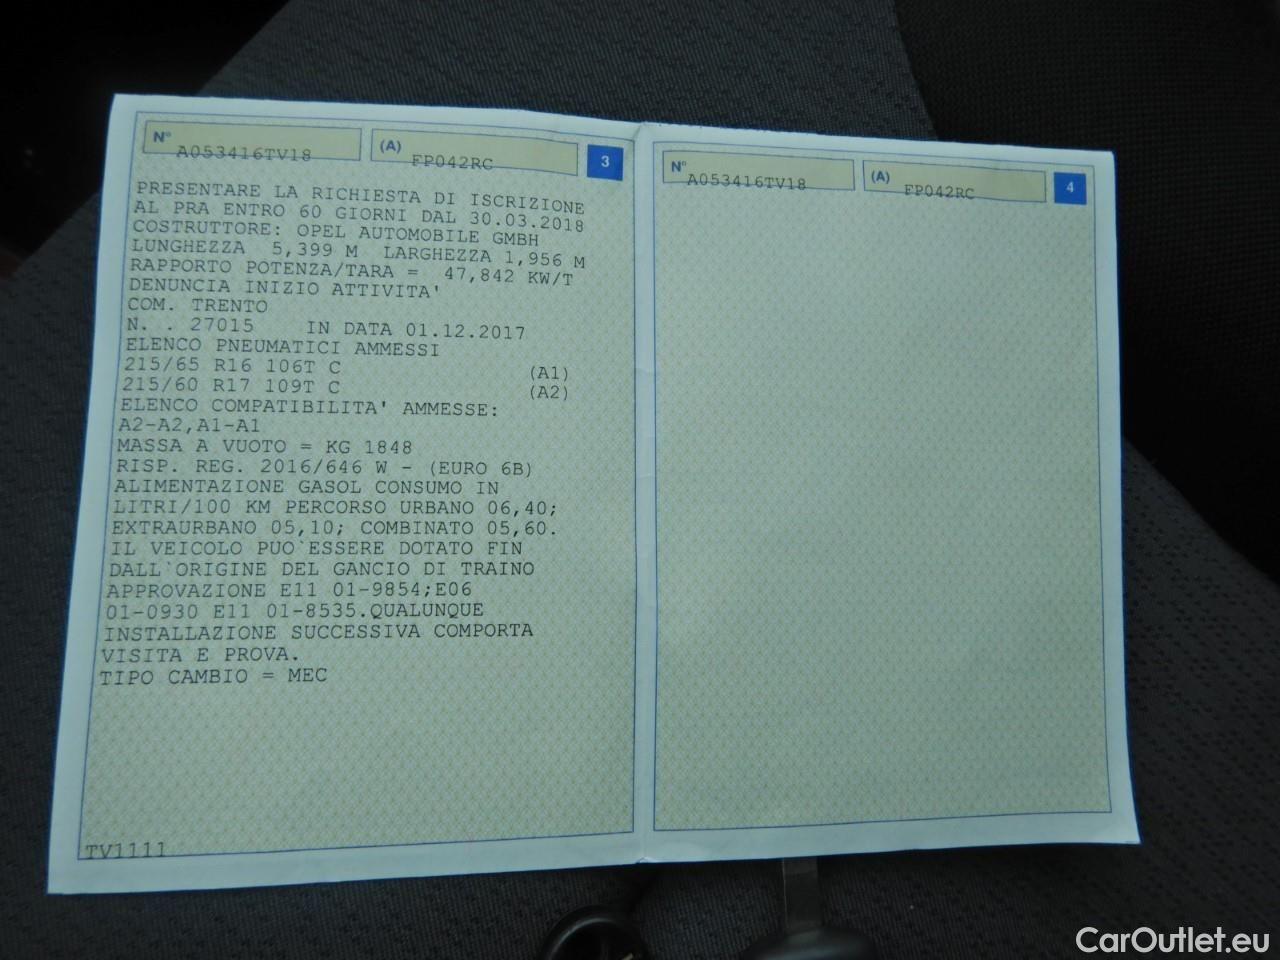 N°
A053416TV18
(A)
FP042RC
3
PRESENTARE LA RICHIESTA DI ISCRIZIONE
AL PRA ENTRO 60 GIORNI DAL 30.03.2018
COSTRUTTORE: OPEL AUTOMOBILE GMBH
LUNGHEZZA 5,399 M LARGHEZZA 1,956 M
RAPPORTO POTENZA/TARA = 47,842 KW/T
DENUNCIA INIZIO ATTIVITA'
COM. TRENTO
N. . 27015 IN DATA 01.12.2017
ELENCO PNEUMATICI AMMESSI
215/65 R16 106T C (A1)
215/60 R17 109T C (A2)
ELENCO COMPATIBILITA' AMMESSE:
A2-A2,A1-A1
MASSA A VUOTO = KG 1848
RISP. REG. 2016/646 W - (EURO 6B)
ALIMENTAZIONE GASOL CONSUMO IN
LITRI/100 KM PERCORSO URBANO 06,40;
EXTRAURBANO 05,10; COMBINATO 05,60.
IL VEICOLO PUO`ESSERE DOTATO FIN
DALL`ORIGINE DEL GANCIO DI TRAINO
APPROVAZIONE E11 01-9854;E06
01-0930 E11 01-8535.QUALUNQUE
INSTALLAZIONE SUCCESSIVA COMPORTA
VISITA E PROVA.
TIPO CAMBIO = MEC
TV1111
N°
A053416TV18
(A)
FP042RC
4
CarOutlet.eu